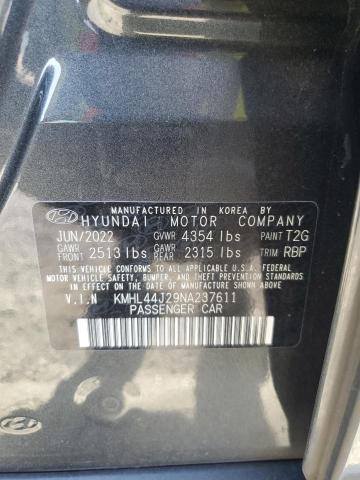 MANUFACTURED IN KOREA BY
HYUNDAI MOTOR COMPANY
JUN/2022 GVWR 4354 lbs PAINT T2G
GAWR FRONT 2513 lbs GAWR REAR 2315 lbs TRIM RBP
THIS VEHICLE CONFORMS TO ALL APPLICABLE U.S.A. FEDERAL
MOTOR VEHICLE SAFETY, BUMPER, AND THEFT PREVENTION
STANDARDS IN EFFECT ON THE DATE OF MANUFACTURE SHOWN ABOVE.
V.I.N KMHL44J29NA237611
PASSENGER CAR